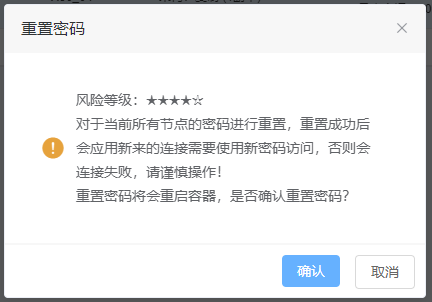 重置密码
风险等级：★★★★☆
对于当前所有节点的密码进行重置，重置成功后
会应用新来的连接需要使用新密码访问，否则会
连接失败，请谨慎操作！
重置密码将会重启容器，是否确认重置密码？
确认
取消